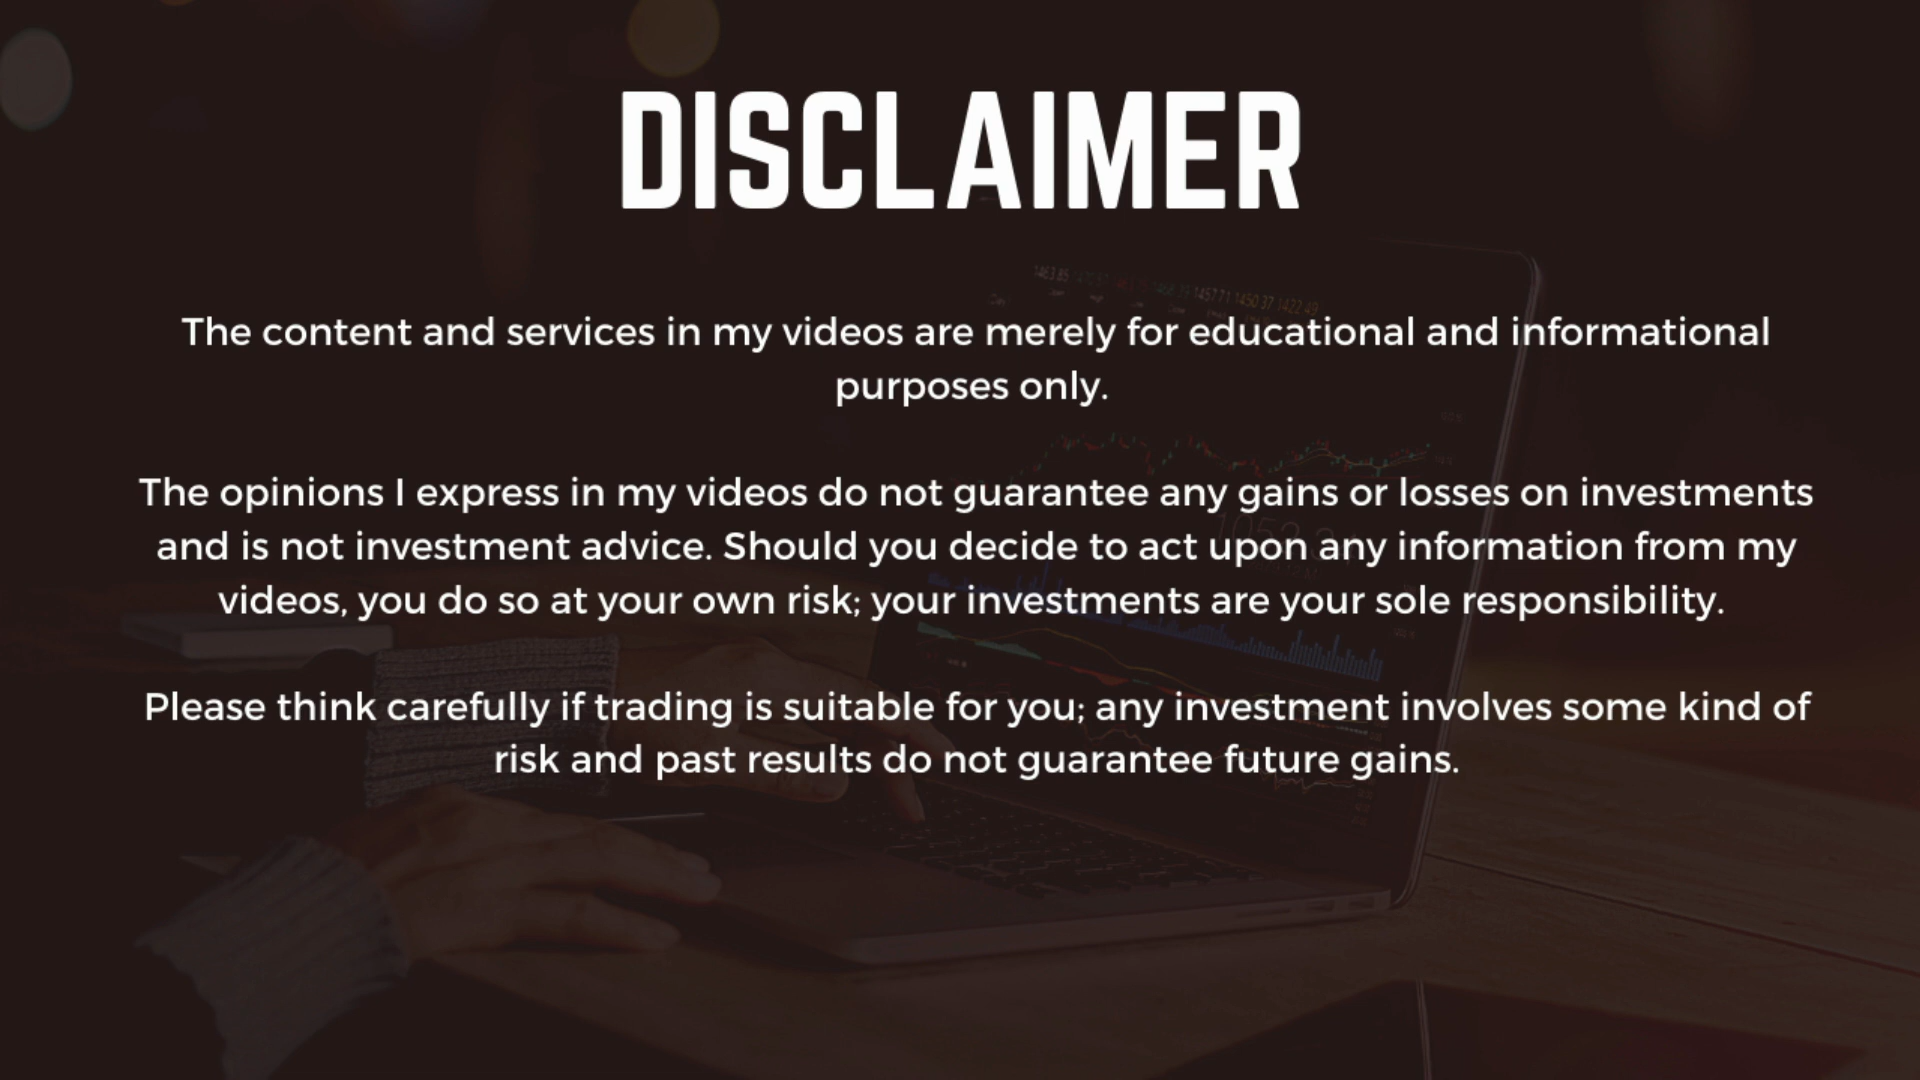 DISCLAIMER
The content and services in my videos are merely for educational and informational
purposes only.
The opinions I express in my videos do not guarantee any gains or losses on investments
and is not investment advice. Should you decide to act upon any information from my
videos, you do so at your own risk; your investments are your sole responsibility.
Please think carefully if trading is suitable for you; any investment involves some kind of
risk and past results do not guarantee future gains.